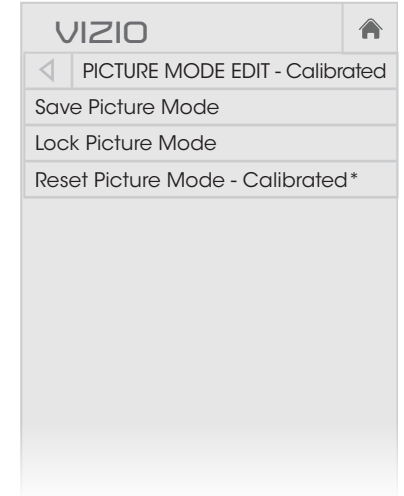 VIZIO
PICTURE MODE EDIT - Calibrated
Save Picture Mode
Lock Picture Mode
Reset Picture Mode - Calibrated*